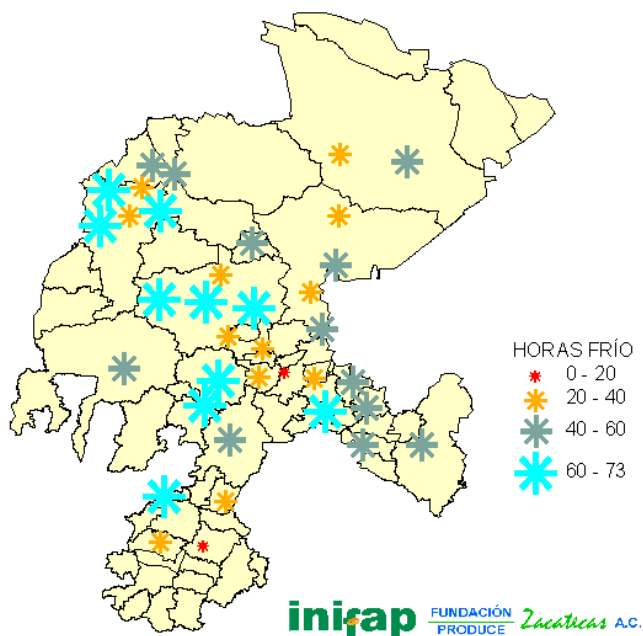 HORAS FRÍO
0 - 20
20 - 40
40 - 60
60 - 73
inifap
FUNDACIÓN
PRODUCE
Zacatecas A.C.